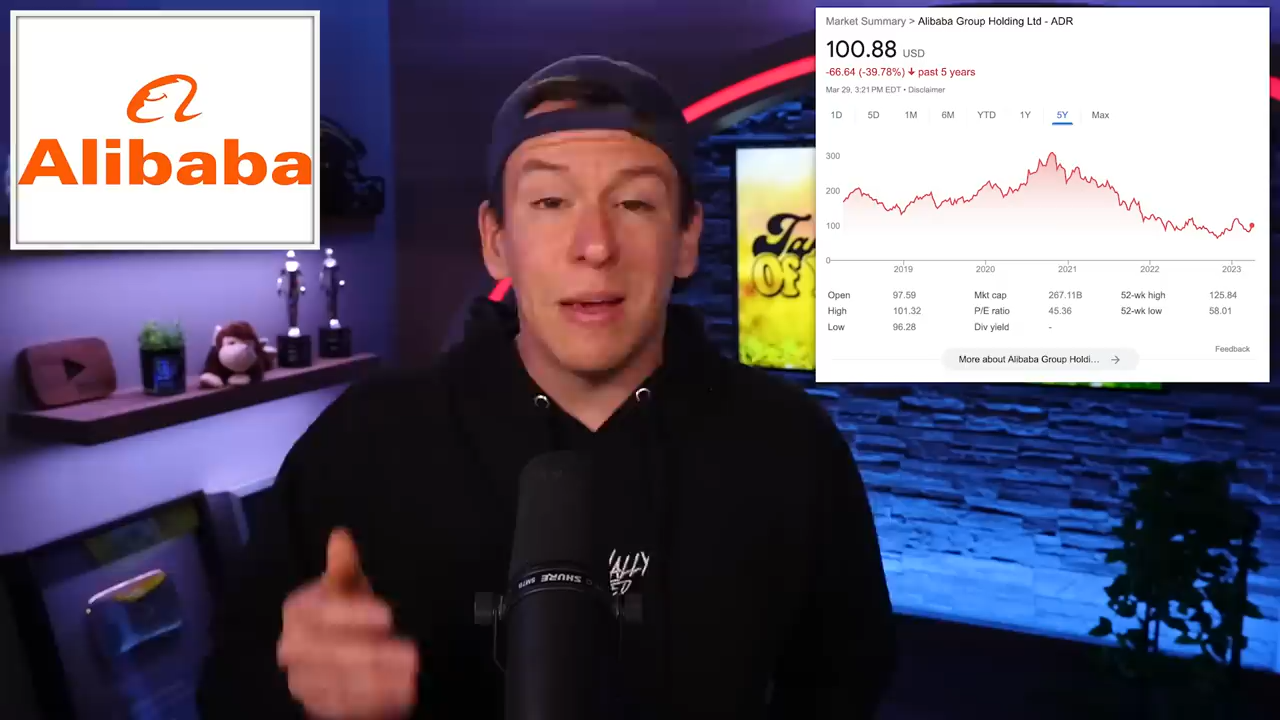 Alibaba
Market Summary > Alibaba Group Holding Ltd - ADR
100.88 USD
-66.64 (-39.78%) ↓ past 5 years
Mar 29, 3:21 PM EDT • Disclaimer
1D 5D 1M 6M YTD 1Y 5Y Max
300
200
100
0
2019 2020 2021 2022 2023
Open 97.59 Mkt cap 267.11B 52-wk high 125.84
High 101.32 P/E ratio 45.36 52-wk low 58.01
Low 96.28 Div yield -
Feedback
More about Alibaba Group Holdi... →
Of
SHURE SM7B